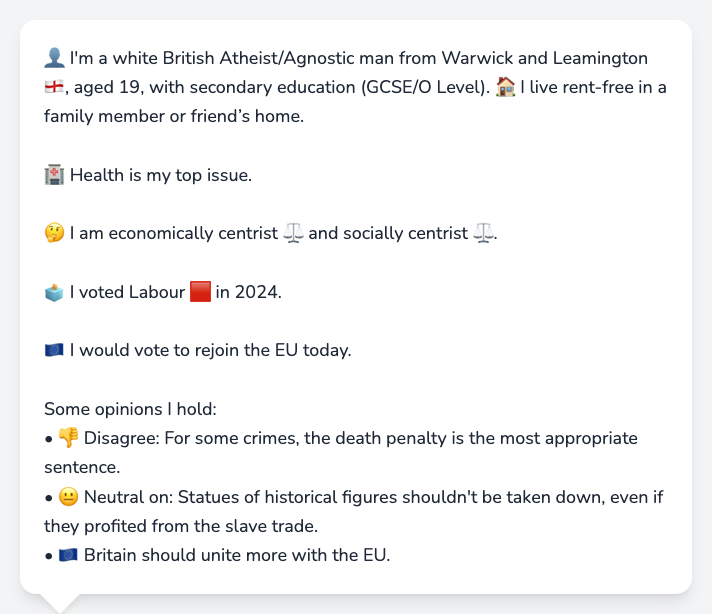 👤 I'm a white British Atheist/Agnostic man from Warwick and Leamington
🏴󠁧󠁢󠁥󠁮󠁧󠁿, aged 19, with secondary education (GCSE/O Level). 🏠 I live rent-free in a
family member or friend’s home.
🏥 Health is my top issue.
🤔 I am economically centrist ⚖️ and socially centrist ⚖️.
🗳️ I voted Labour 🟥 in 2024.
🇪🇺 I would vote to rejoin the EU today.
Some opinions I hold:
• 👎 Disagree: For some crimes, the death penalty is the most appropriate
sentence.
• 😐 Neutral on: Statues of historical figures shouldn't be taken down, even if
they profited from the slave trade.
• 🇪🇺 Britain should unite more with the EU.